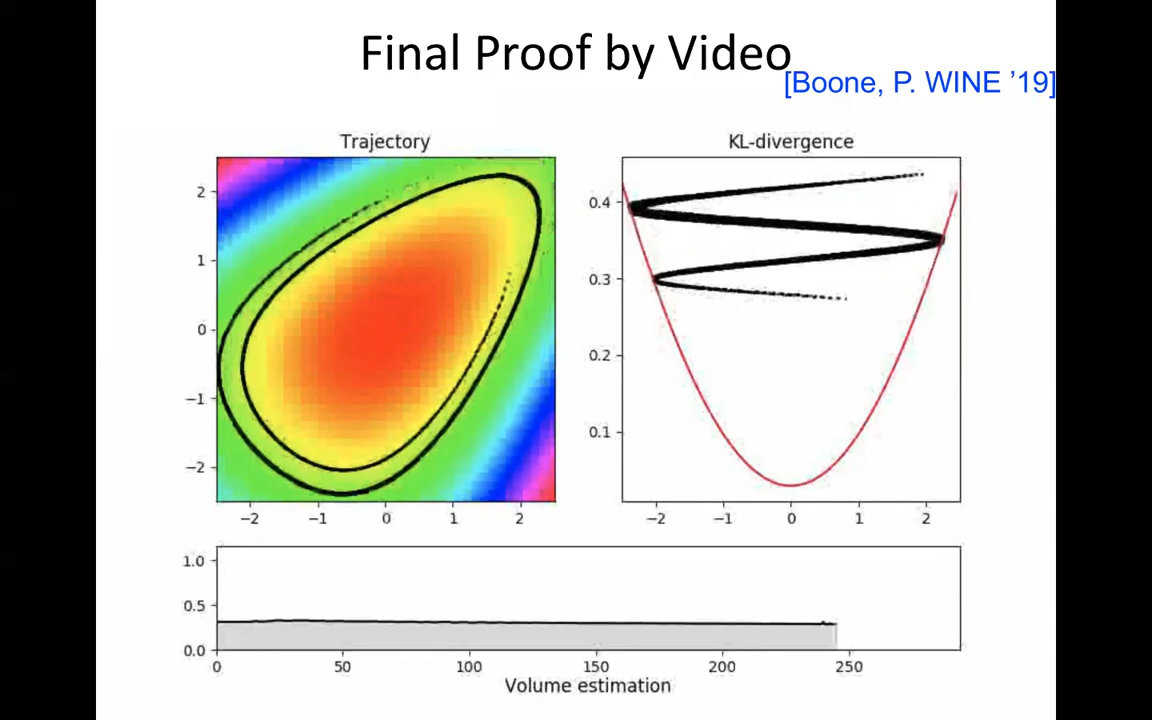 Final Proof by Video
[Boone, P. WINE ’19]
Trajectory
KL-divergence
2
1
0
−1
−2
−2 −1 0 1 2
0.4
0.3
0.2
0.1
−2 −1 0 1 2
1.0
0.5
0.0
0 50 100 150 200 250
Volume estimation